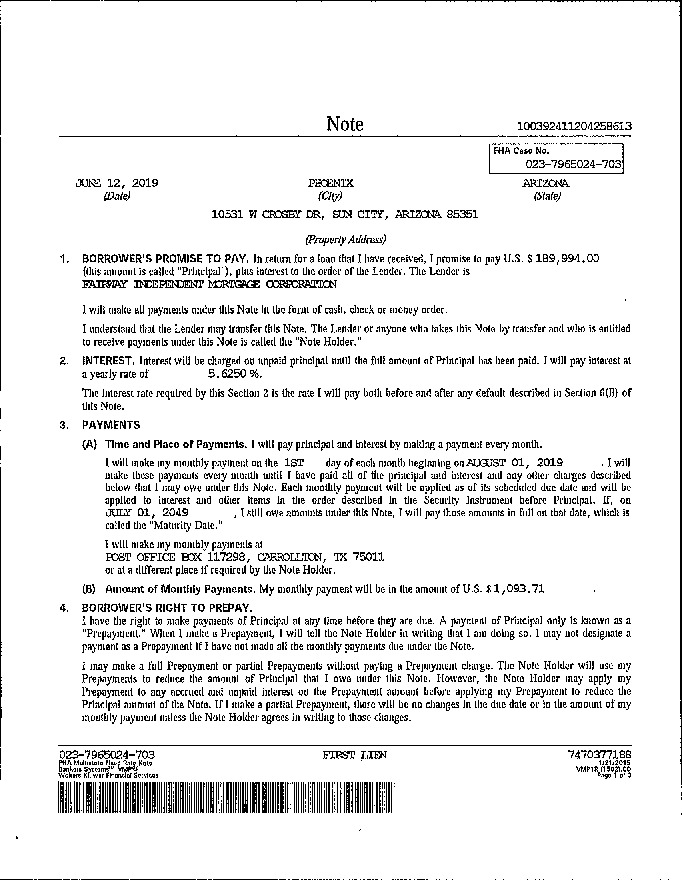 Note
100392411204258613
FHA Case No.
023-7965024-703
JUNE 12, 2019 PHOENIX ARIZONA
(Date) (City) (State)
10531 W CROSBY DR, SUN CITY, ARIZONA 85351
(Property Address)
1. BORROWER'S PROMISE TO PAY. In return for a loan that I have received, I promise to pay U.S. $ 189,994.00
(this amount is called "Principal"), plus interest to the order of the Lender. The Lender is
FAIRWAY INDEPENDENT MORTGAGE CORPORATION
I will make all payments under this Note in the form of cash, check or money order.
I understand that the Lender may transfer this Note. The Lender or anyone who takes this Note by transfer and who is entitled
to receive payments under this Note is called the "Note Holder."
2. INTEREST. Interest will be charged on unpaid principal until the full amount of Principal has been paid. I will pay interest at
a yearly rate of 5.6250 %.
The interest rate required by this Section 2 is the rate I will pay both before and after any default described in Section 6(B) of
this Note.
3. PAYMENTS
(A) Time and Place of Payments. I will pay principal and interest by making a payment every month.
I will make my monthly payment on the 1ST day of each month beginning on AUGUST 01, 2019 . I will
make these payments every month until I have paid all of the principal and interest and any other charges described
below that I may owe under this Note. Each monthly payment will be applied as of its scheduled due date and will be
applied to interest and other items in the order described in the Security Instrument before Principal. If, on
JULY 01, 2049 , I still owe amounts under this Note, I will pay those amounts in full on that date, which is
called the "Maturity Date."
I will make my monthly payments at
POST OFFICE BOX 117298, CARROLLTON, TX 75011
or at a different place if required by the Note Holder.
(B) Amount of Monthly Payments. My monthly payment will be in the amount of U.S. $ 1,093.71 .
4. BORROWER'S RIGHT TO PREPAY.
I have the right to make payments of Principal at any time before they are due. A payment of Principal only is known as a
"Prepayment." When I make a Prepayment, I will tell the Note Holder in writing that I am doing so. I may not designate a
payment as a Prepayment if I have not made all the monthly payments due under the Note.
I may make a full Prepayment or partial Prepayments without paying a Prepayment charge. The Note Holder will use my
Prepayments to reduce the amount of Principal that I owe under this Note. However, the Note Holder may apply my
Prepayment to any accrued and unpaid interest on the Prepayment amount before applying my Prepayment to reduce the
Principal amount of the Note. If I make a partial Prepayment, there will be no changes in the due date or in the amount of my
monthly payment unless the Note Holder agrees in writing to those changes.
023-7965024-703 FIRST LIEN 7470377188
FHA Multistate Fixed Rate Note 1/21/2015
Bankers Systems™ VMP®
Wolters Kluwer Financial Services Page 1 of 3